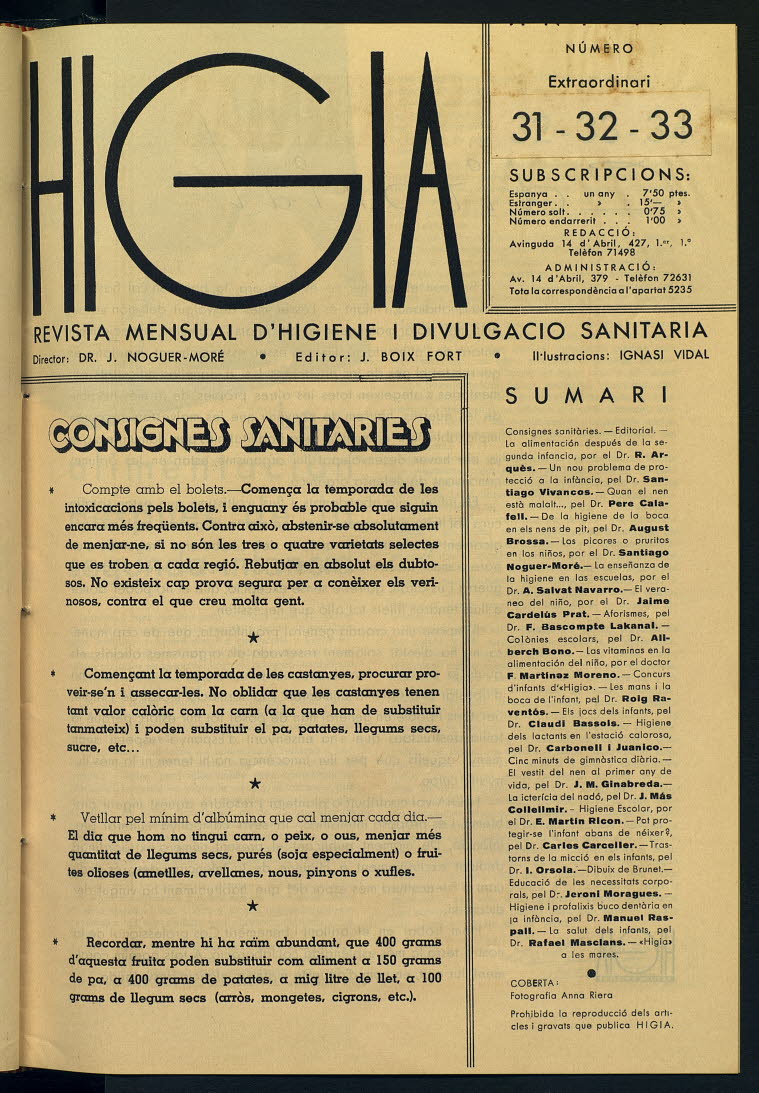 HIGIA
NÚMERO
Extraordinari
31 - 32 - 33
SUBSCRIPCIONS:
Espanya . . un any . 7'50 ptes.
Estranger . . » . 15'— »
Número solt . . . . . . 0'75 »
Número endarrerit . . . 1'00 »
REDACCIÓ:
Avinguda 14 d'Abril, 427, 1.er, 1.ª
Telèfon 71498
ADMINISTRACIÓ:
Av. 14 d'Abril, 379 - Telèfon 72631
Tota la correspondència a l'apartat 5235
REVISTA MENSUAL D'HIGIENE I DIVULGACIO SANITARIA
Director: DR. J. NOGUER-MORÉ • Editor: J. BOIX FORT • Il·lustracions: IGNASI VIDAL
CONSIGNES SANITARIES
* Compte amb el bolets.—Comença la temporada de les
intoxicacions pels bolets, i enguany és probable que siguin
encara més freqüents. Contra això, abstenir-se absolutament
de menjar-ne, si no són les tres o quatre varietats selectes
que es troben a cada regió. Rebutjar en absolut els dubto-
sos. No existeix cap prova segura per a conèixer els veri-
nosos, contra el que creu molta gent.
★
* Començant la temporada de les castanyes, procurar pro-
veir-se'n i assecar-les. No oblidar que les castanyes tenen
tant valor calòric com la carn (a la que han de substituir
tanmateix) i poden substituir el pa, patates, llegums secs,
sucre, etc...
★
* Vetllar pel mínim d'albúmina que cal menjar cada dia.—
El dia que hom no tingui carn, o peix, o ous, menjar més
quantitat de llegums secs, purés (soja especialment) o frui-
tes olioses (ametlles, avellanes, nous, pinyons o xufles.
★
* Recordar, mentre hi ha raïm abundant, que 400 grams
d'aquesta fruita poden substituir com aliment a 150 grams
de pa, a 400 grams de patates, a mig litre de llet, a 100
grams de llegum secs (arròs, mongetes, cigrons, etc.).
SUMARI
Consignes sanitàries. — Editorial. —
La alimentación después de la se-
gunda infancia, por el Dr. R. Ar-
quès. — Un nou problema de pro-
tecció a la infància, pel Dr. San-
tiago Vivancos. — Quan el nen
està malalt..., pel Dr. Pere Cala-
fell. — De la higiene de la boca
en els nens de pit, pel Dr. August
Brossa. — Los picores o pruritos
en los niños, por el Dr. Santiago
Noguer-Moré. — La enseñanza de
la higiene en las escuelas, por el
Dr. A. Salvat Navarro. — El vera-
neo del niño, por el Dr. Jaime
Cardelús Prat. — Aforismes, pel
Dr. F. Bascompte Lakanal. —
Colònies escolars, pel Dr. Ali-
berch Bono. — Las vitaminas en la
alimentación del niño, por el doctor
F. Martinez Moreno. — Concurs
d'infants d'«Higia». — Les mans i la
boca de l'infant, pel Dr. Roig Ra-
ventós. — Els jocs dels infants, pel
Dr. Claudi Bassols. — Higiene
dels lactants en l'estació calorosa,
pel Dr. Carbonell i Juanico. —
Cinc minuts de gimnàstica diària. —
El vestit del nen al primer any de
vida, pel Dr. J. M. Ginabreda. —
La icterícia del nadó, pel Dr. J. Más
Collellmir. - Higiene Escolar, por
el Dr. E. Martin Ricon. — Pot pro-
tegir-se l'infant abans de néixer?,
pel Dr. Carles Carceller. — Tras-
torns de la micció en els infants, pel
Dr. I. Orsola. — Dibuix de Brunet. —
Educació de les necessitats corpo-
rals, pel Dr. Jeroni Moragues. —
Higiene i profilaxis buco dentària en
la infància, pel Dr. Manuel Ras-
pall. — La salut dels infants, pel
Dr. Rafael Masclans. — «Higia»
a les mares.
•
COBERTA:
Fotografia Anna Riera
Prohibida la reproducció dels arti-
cles i gravats que publica HIGIA.